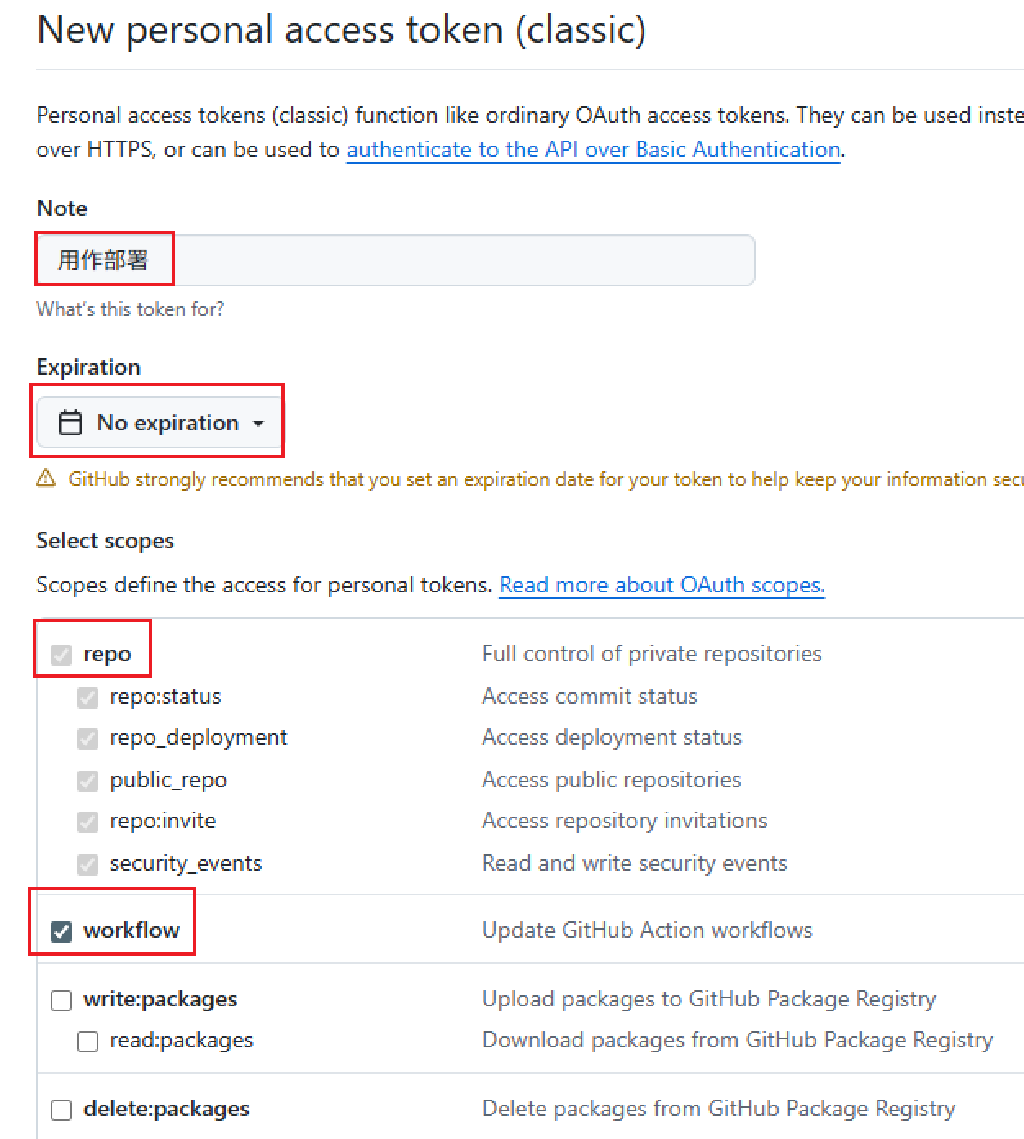 New personal access token (classic)
Personal access tokens (classic) function like ordinary OAuth access tokens. They can be used inste
over HTTPS, or can be used to authenticate to the API over Basic Authentication.
Note
用作部署
What's this token for?
Expiration
No expiration
GitHub strongly recommends that you set an expiration date for your token to help keep your information secu
Select scopes
Scopes define the access for personal tokens. Read more about OAuth scopes.
repo Full control of private repositories
repo:status Access commit status
repo_deployment Access deployment status
public_repo Access public repositories
repo:invite Access repository invitations
security_events Read and write security events
workflow Update GitHub Action workflows
write:packages Upload packages to GitHub Package Registry
read:packages Download packages from GitHub Package Registry
delete:packages Delete packages from GitHub Package Registry